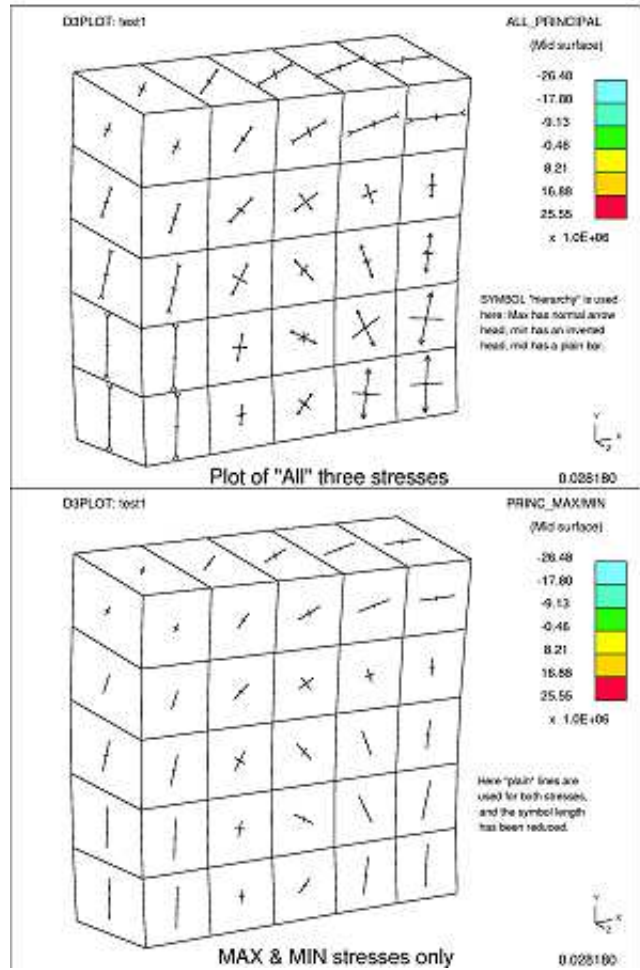 D3PLOT: test1
ALL_PRINCIPAL
(Mid surface)
-26.48
-17.80
-9.13
-0.46
8.21
16.88
25.55
x 1.0E+06
SYMBOL "hierarchy" is used
here: Max has normal arrow
head, min has an inverted
head, mid has a plain bar.
Y
X
Z
Plot of "All" three stresses
0.028180
D3PLOT: test1
PRINC_MAX/MIN
(Mid surface)
-26.48
-17.80
-9.13
-0.46
8.21
16.88
25.55
x 1.0E+06
Here "plain" lines are
used for both stresses,
and the symbol length
has been reduced.
Y
X
Z
MAX & MIN stresses only
0.028180